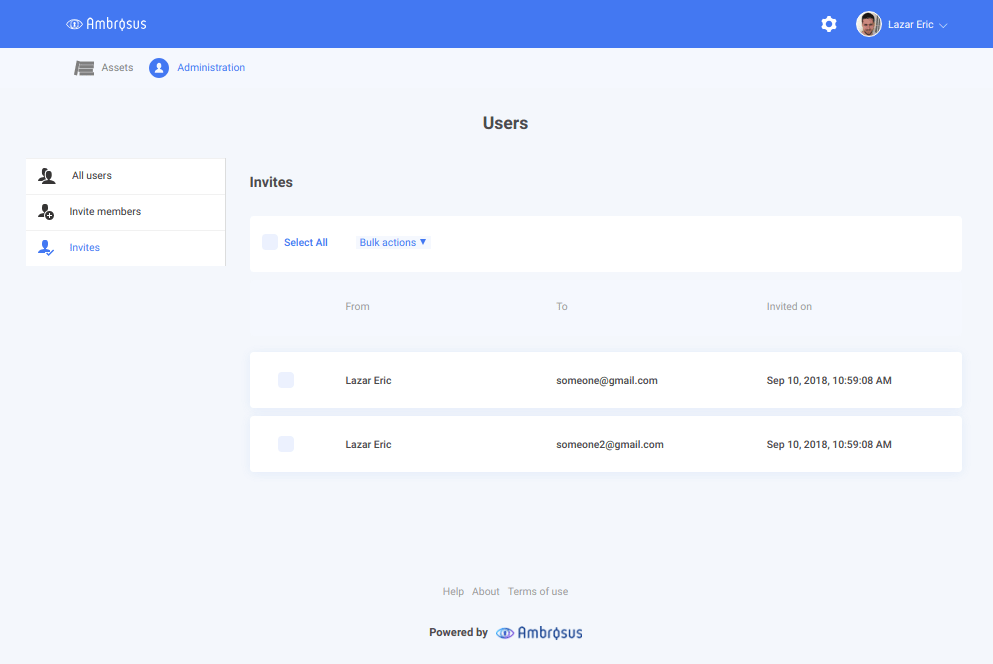 Ambrosus
Lazar Eric
Assets
Administration
Users
All users
Invite members
Invites
Invites
Select All
Bulk actions ▼
From To Invited on
Lazar Eric someone@gmail.com Sep 10, 2018, 10:59:08 AM
Lazar Eric someone2@gmail.com Sep 10, 2018, 10:59:08 AM
Help About Terms of use
Powered by Ambrosus